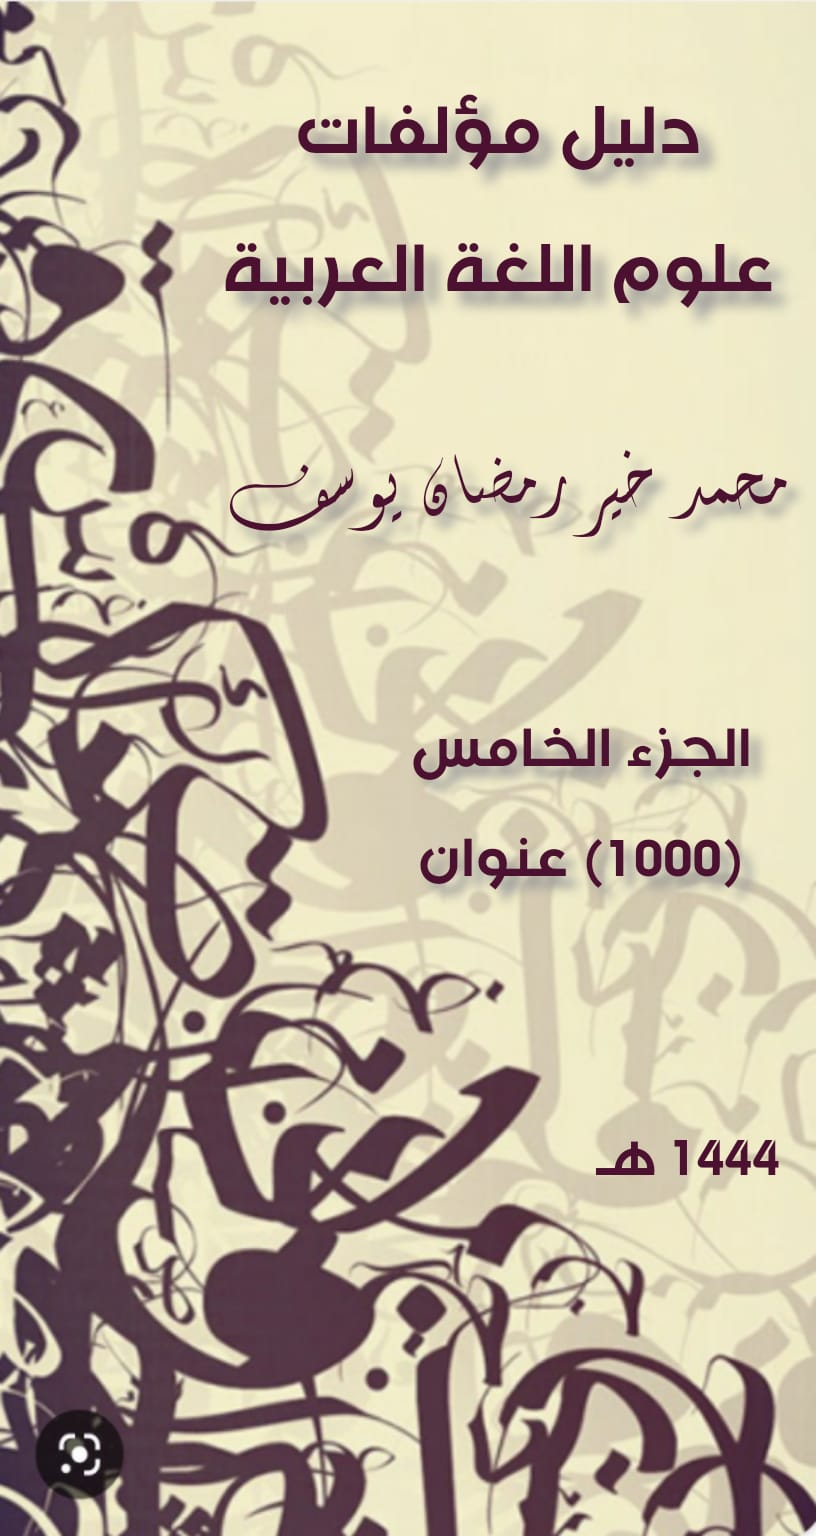 دليل مؤلفات
علوم اللغة العربية
محمد خير رمضان يوسف
الجزء الخامس
(1000) عنوان
1444 هـ